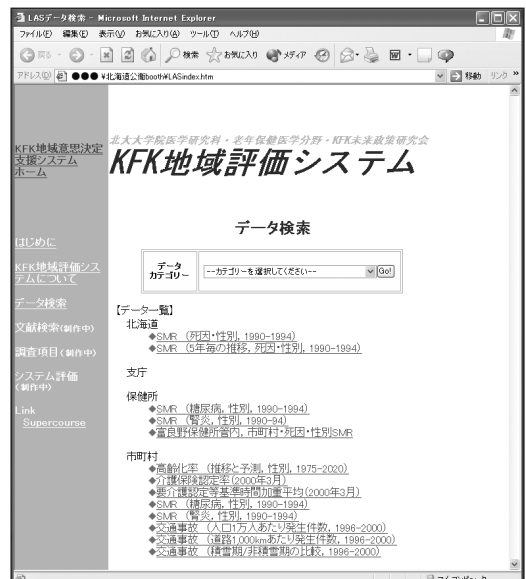 LASデータ検索 - Microsoft Internet Explorer
ファイル(F) 編集(E) 表示(V) お気に入り(A) ツール(T) ヘルプ(H)
戻る 検索 お気に入り メディア
アドレス(D) ●●● ¥北海道公衛booth¥LASindex.htm 移動 リンク »
KFK地域意思決定
支援システム
ホーム
はじめに
KFK地域評価シス
テムについて
データ検索
文献検索(制作中)
調査項目(制作中)
システム評価
(制作中)
Link
Supercourse
北大大学院医学研究科・老年保健医学分野・KFK未来政策研究会
KFK地域評価システム
データ検索
データ
カテゴリー
--カテゴリーを選択してください-- Go!
【データ一覧】
北海道
◆SMR (死因・性別, 1990-1994)
◆SMR (5年毎の推移, 死因・性別, 1990-1994)
支庁
保健所
◆SMR (糖尿病, 性別, 1990-1994)
◆SMR (腎炎, 性別, 1990-94)
◆富良野保健所管内, 市町村・死因・性別SMR
市町村
◆高齢化率 (推移と予測, 性別, 1975-2020)
◆介護保険認定率(2000年3月)
◆要介護認定等基準時間加重平均(2000年3月)
◆SMR (糖尿病, 性別, 1990-1994)
◆SMR (腎炎, 性別, 1990-1994)
◆交通事故 (人口1万人あたり発生件数, 1996-2000)
◆交通事故 (道路1,000kmあたり発生件数, 1996-2000)
◆交通事故 (積雪期/非積雪期の比較, 1996-2000)